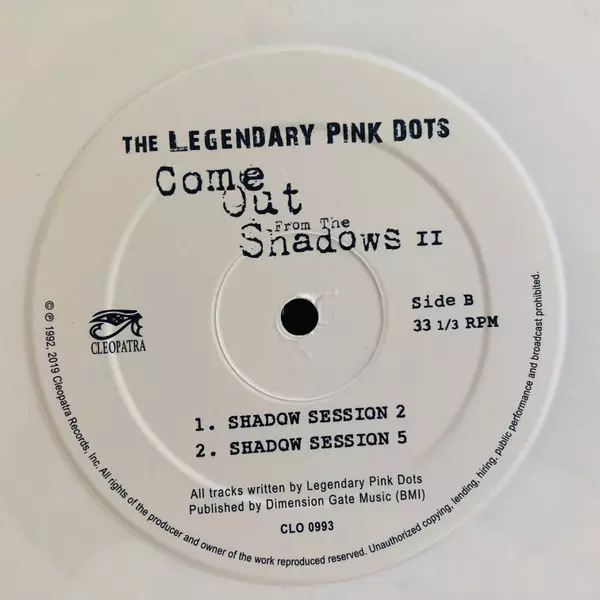 THE LEGENDARY PINK DOTS
Come
Out
From The
Shadows II
Side B
33 1/3 RPM
CLEOPATRA
1. SHADOW SESSION 2
2. SHADOW SESSION 5
All tracks written by Legendary Pink Dots
Published by Dimension Gate Music (BMI)
CLO 0993
© ℗ 1992, 2019 Cleopatra Records, Inc. All rights of the producer and owner of the work reproduced reserved. Unauthorized copying, lending, hiring, public performance and broadcast prohibited.